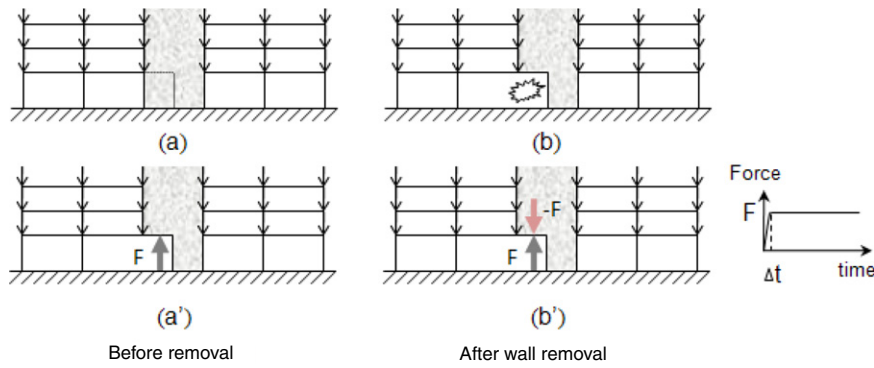 (a)
(b)
F
(a')
-F
F
(b')
Force
F
Δt
time
Before removal
After wall removal